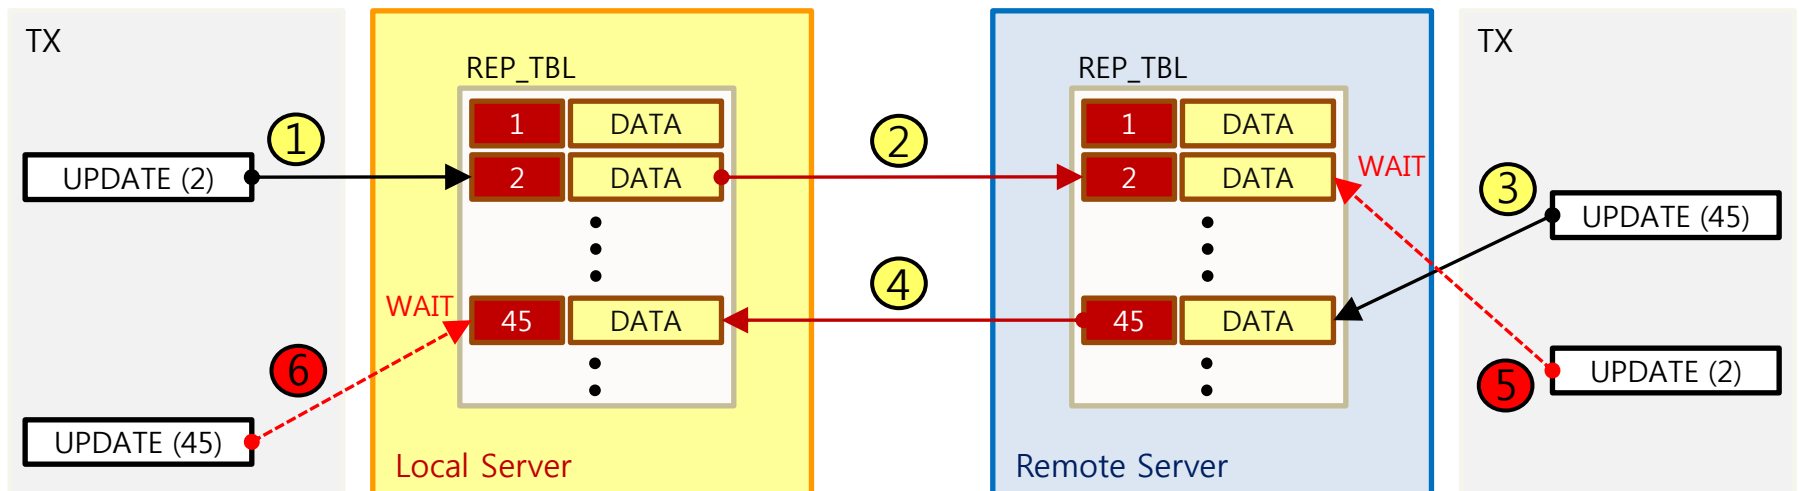 TX
REP_TBL
REP_TBL
TX
1 DATA
1 DATA
1
2
UPDATE (2)
2 DATA
2 DATA
WAIT
3
UPDATE (45)
4
WAIT
45 DATA
45 DATA
6
5
UPDATE (2)
UPDATE (45)
Local Server
Remote Server